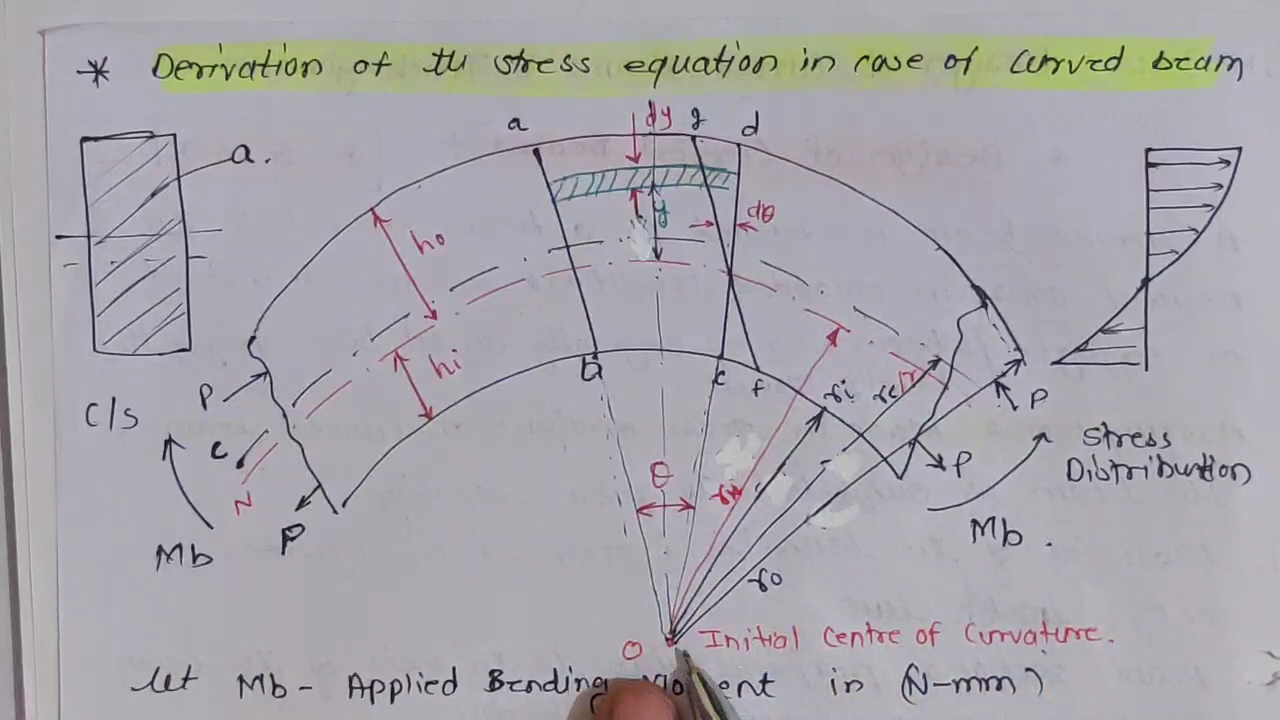 * Derivation of the stress equation in case of Curved beam
a
dy
g
d
a.
y
dθ
ho
hi
b
c
f
ri
rc
P
C/S
P
c
N
P
P
θ
rn
Stress
Distribution
Mb
Mb .
ro
O Initial Centre of Curvature.
let Mb - Applied Bending Moment in (N-mm)